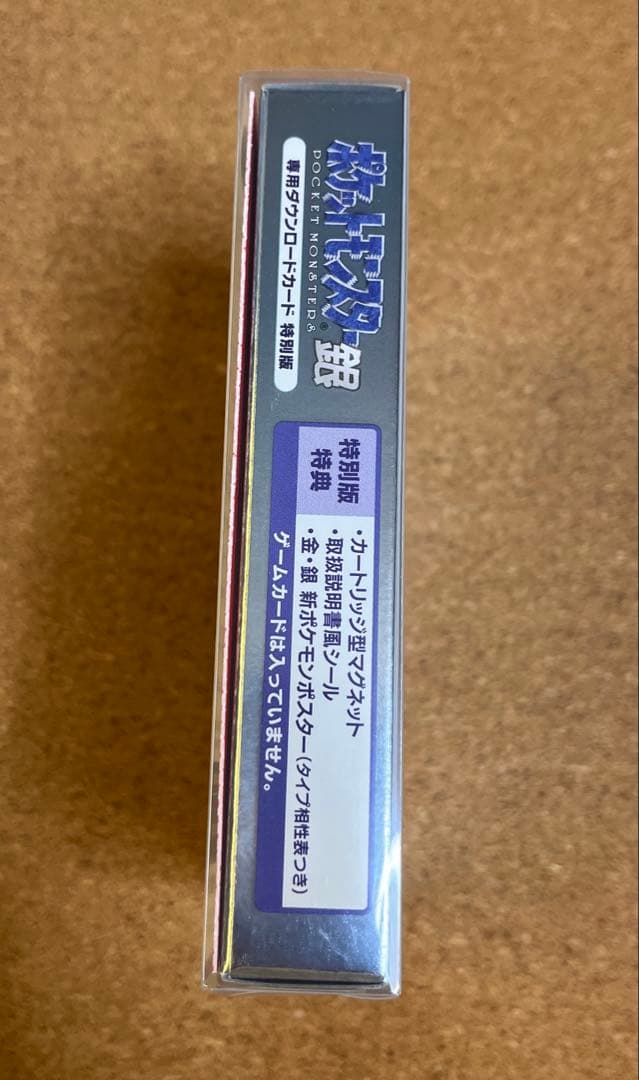 ポケットモンスター銀
POCKET MONSTERS®
専用ダウンロードカード 特別版
特別版
特典
・カートリッジ型マグネット
・取扱説明書風シール
・金・銀 新ポケモンポスター（タイプ相性表つき）
ゲームカードは入っていません。